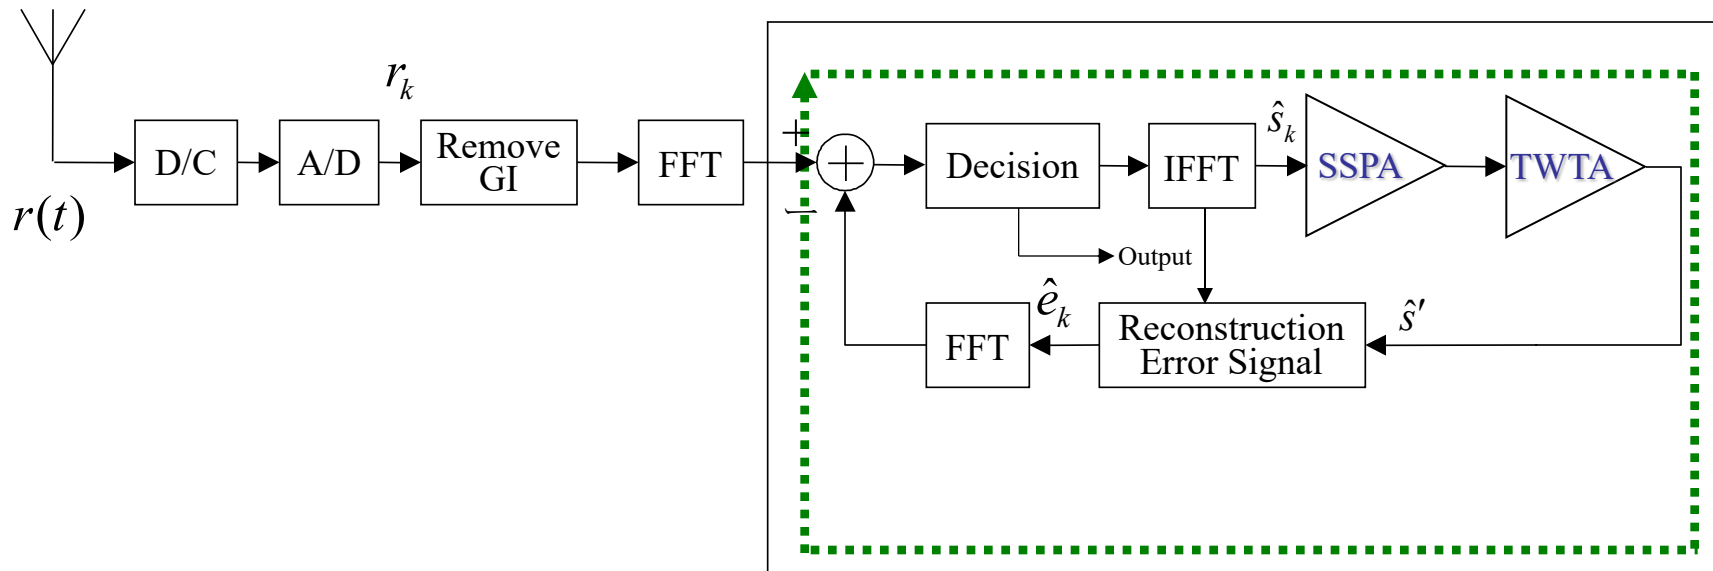 r_k
D/C
A/D
Remove
GI
FFT
r(t)
+
−
+
Decision
IFFT
ŝ_k
SSPA
TWTA
Output
FFT
ê_k
Reconstruction
Error Signal
ŝ′